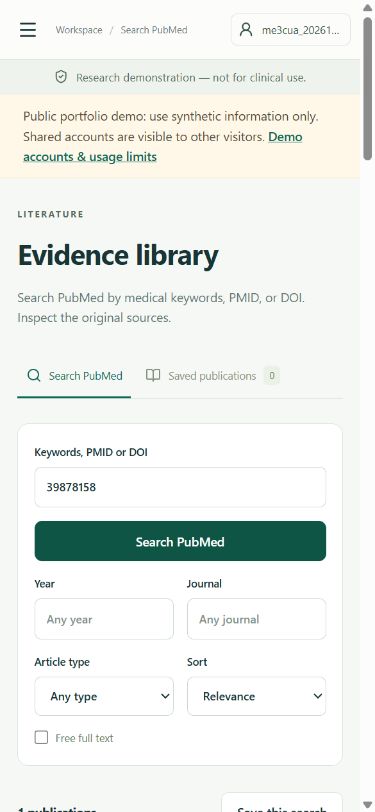 Workspace / Search PubMed
me3cua_20261...
Research demonstration — not for clinical use.
Public portfolio demo: use synthetic information only.
Shared accounts are visible to other visitors. Demo
accounts & usage limits
LITERATURE
Evidence library
Search PubMed by medical keywords, PMID, or DOI.
Inspect the original sources.
Search PubMed
Saved publications 0
Keywords, PMID or DOI
39878158
Search PubMed
Year
Journal
Any year
Any journal
Article type
Sort
Any type
Relevance
Free full text
1 publications
Save this search